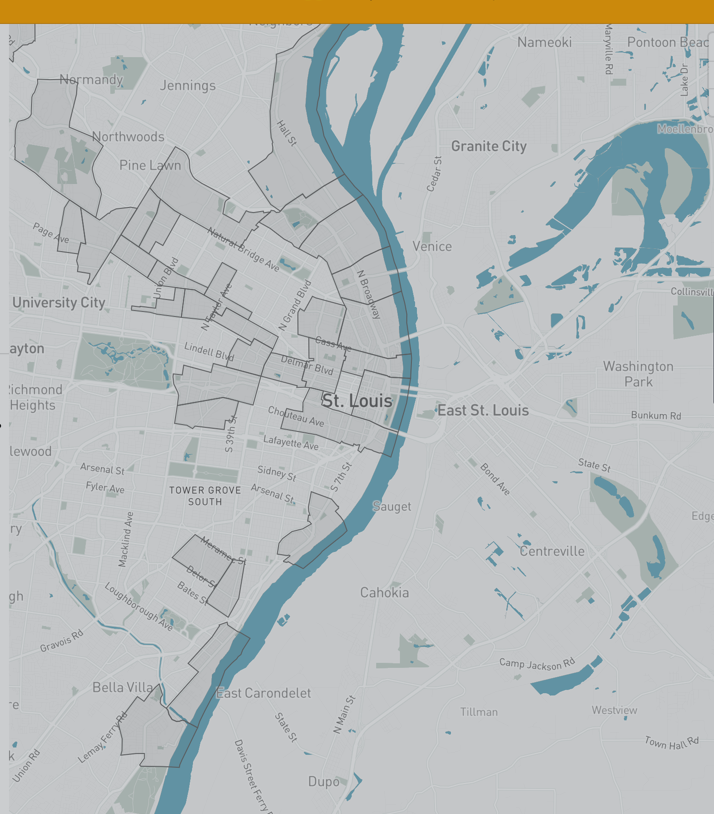 Nameoki
Maryville Rd
Pontoon Beac
Lake Dr
Normandy
Jennings
Hall St
Northwoods
Granite City
Pine Lawn
Cedar St
Page Ave
Natural Bridge Ave
Venice
Union Blvd
N Broadway
Collinsvill
University City
N Grand Blvd
Cass Ave
ayton
Lindell Blvd
Delmar Blvd
Washington
Park
Richmond
Heights
St. Louis
East St. Louis
Chouteau Ave
Bunkum Rd
S 39th St
Lafayette Ave
lewood
Arsenal St
Sidney St
S 7th St
State St
Bond Ave
Fyler Ave
TOWER GROVE
SOUTH
Arsenal St
Sauget
Edge
ry
Macklind Ave
Meramec St
Centreville
Delor St
Bates St
Cahokia
gh
Loughborough Ave
Gravois Rd
Camp Jackson Rd
Bella Villa
East Carondelet
re
Lemay Ferry Rd
State St
N Main St
Tillman
Westview
Town Hall Rd
k
Union Rd
Davis Street Ferry R
Dupo